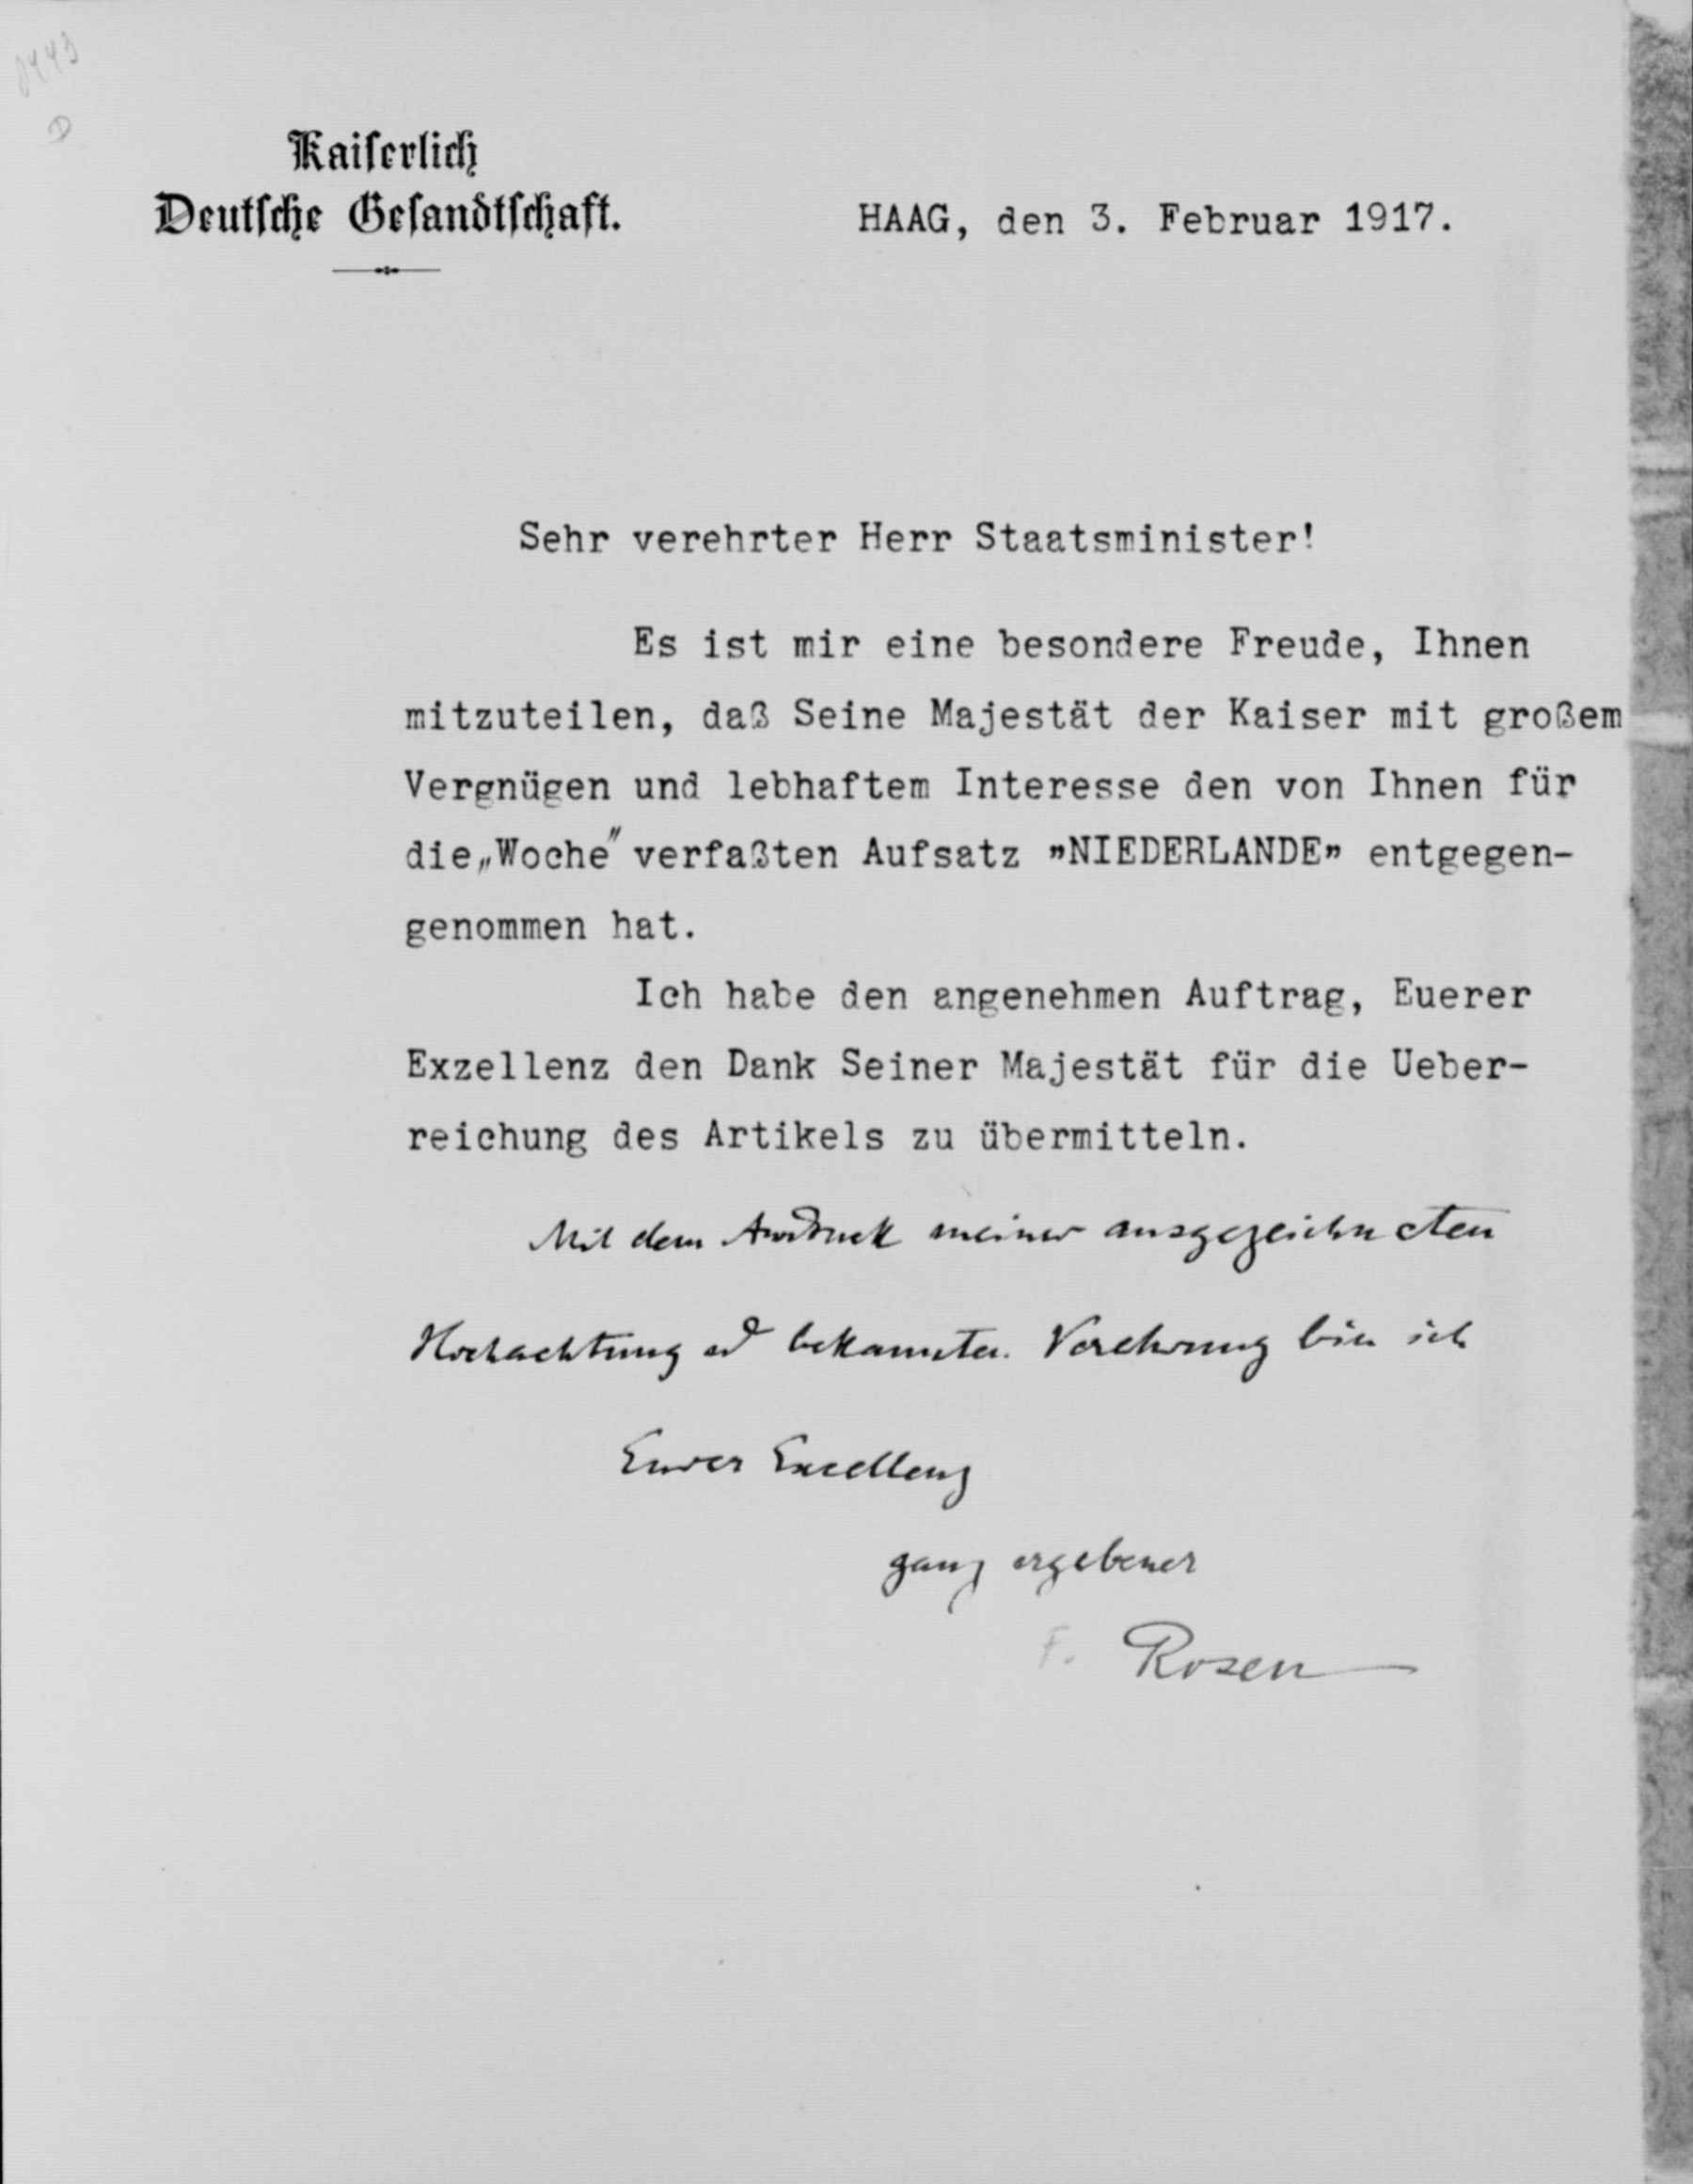 8443
D
Kaiſerlich
Deutſche Geſandtſchaft.
HAAG, den 3. Februar 1917.
Sehr verehrter Herr Staatsminister!
Es ist mir eine besondere Freude, Ihnen
mitzuteilen, daß Seine Majestät der Kaiser mit großem
Vergnügen und lebhaftem Interesse den von Ihnen für
die „Woche" verfaßten Aufsatz "NIEDERLANDE" entgegen-
genommen hat.
Ich habe den angenehmen Auftrag, Euerer
Exzellenz den Dank Seiner Majestät für die Ueber-
reichung des Artikels zu übermitteln.
Mit dem Ausdruck meiner ausgezeichneten
Hochachtung und bekannten Verehrung bin ich
Euerer Excellenz
ganz ergebener
F. Rosen